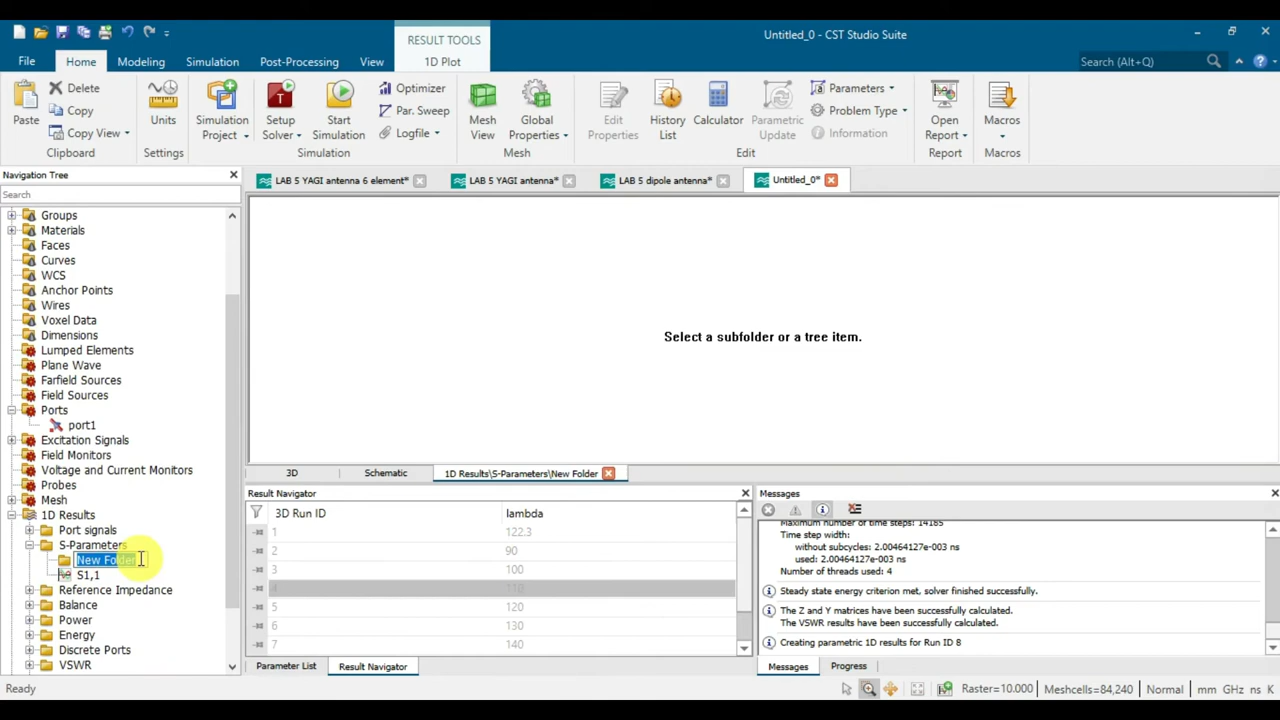 RESULT TOOLS
Untitled_0 - CST Studio Suite
File
Home
Modeling
Simulation
Post-Processing
View
1D Plot
Search (Alt+Q)
Paste
Delete
Copy
Copy View
Clipboard
Units
Settings
Simulation Project
Setup Solver
Start Simulation
Optimizer
Par. Sweep
Logfile
Simulation
Mesh View
Global Properties
Mesh
Edit Properties
History List
Calculator
Parametric Update
Parameters
Problem Type
Information
Edit
Open Report
Report
Macros
Macros
Navigation Tree
Search
LAB 5 YAGI antenna 6 element*
LAB 5 YAGI antenna*
LAB 5 dipole antenna*
Untitled_0*
Groups
Materials
Faces
Curves
WCS
Anchor Points
Wires
Voxel Data
Dimensions
Lumped Elements
Plane Wave
Farfield Sources
Field Sources
Ports
port1
Excitation Signals
Field Monitors
Voltage and Current Monitors
Probes
Mesh
1D Results
Port signals
S-Parameters
New Folder
S1,1
Reference Impedance
Balance
Power
Energy
Discrete Ports
VSWR
Select a subfolder or a tree item.
3D
Schematic
1D Results\S-Parameters\New Folder
Result Navigator
3D Run ID lambda
1 122.3
2 90
3 100
4 110
5 120
6 130
7 140
Parameter List
Result Navigator
Messages
Maximum number of time steps: 14165
Time step width:
without subcycles: 2.00464127e-003 ns
used: 2.00464127e-003 ns
Number of threads used: 4
Steady state energy criterion met, solver finished successfully.
The Z and Y matrices have been successfully calculated.
The VSWR results have been successfully calculated.
Creating parametric 1D results for Run ID 8
Messages
Progress
Ready
Raster=10.000
Meshcells=84,240
Normal
mm GHz ns K